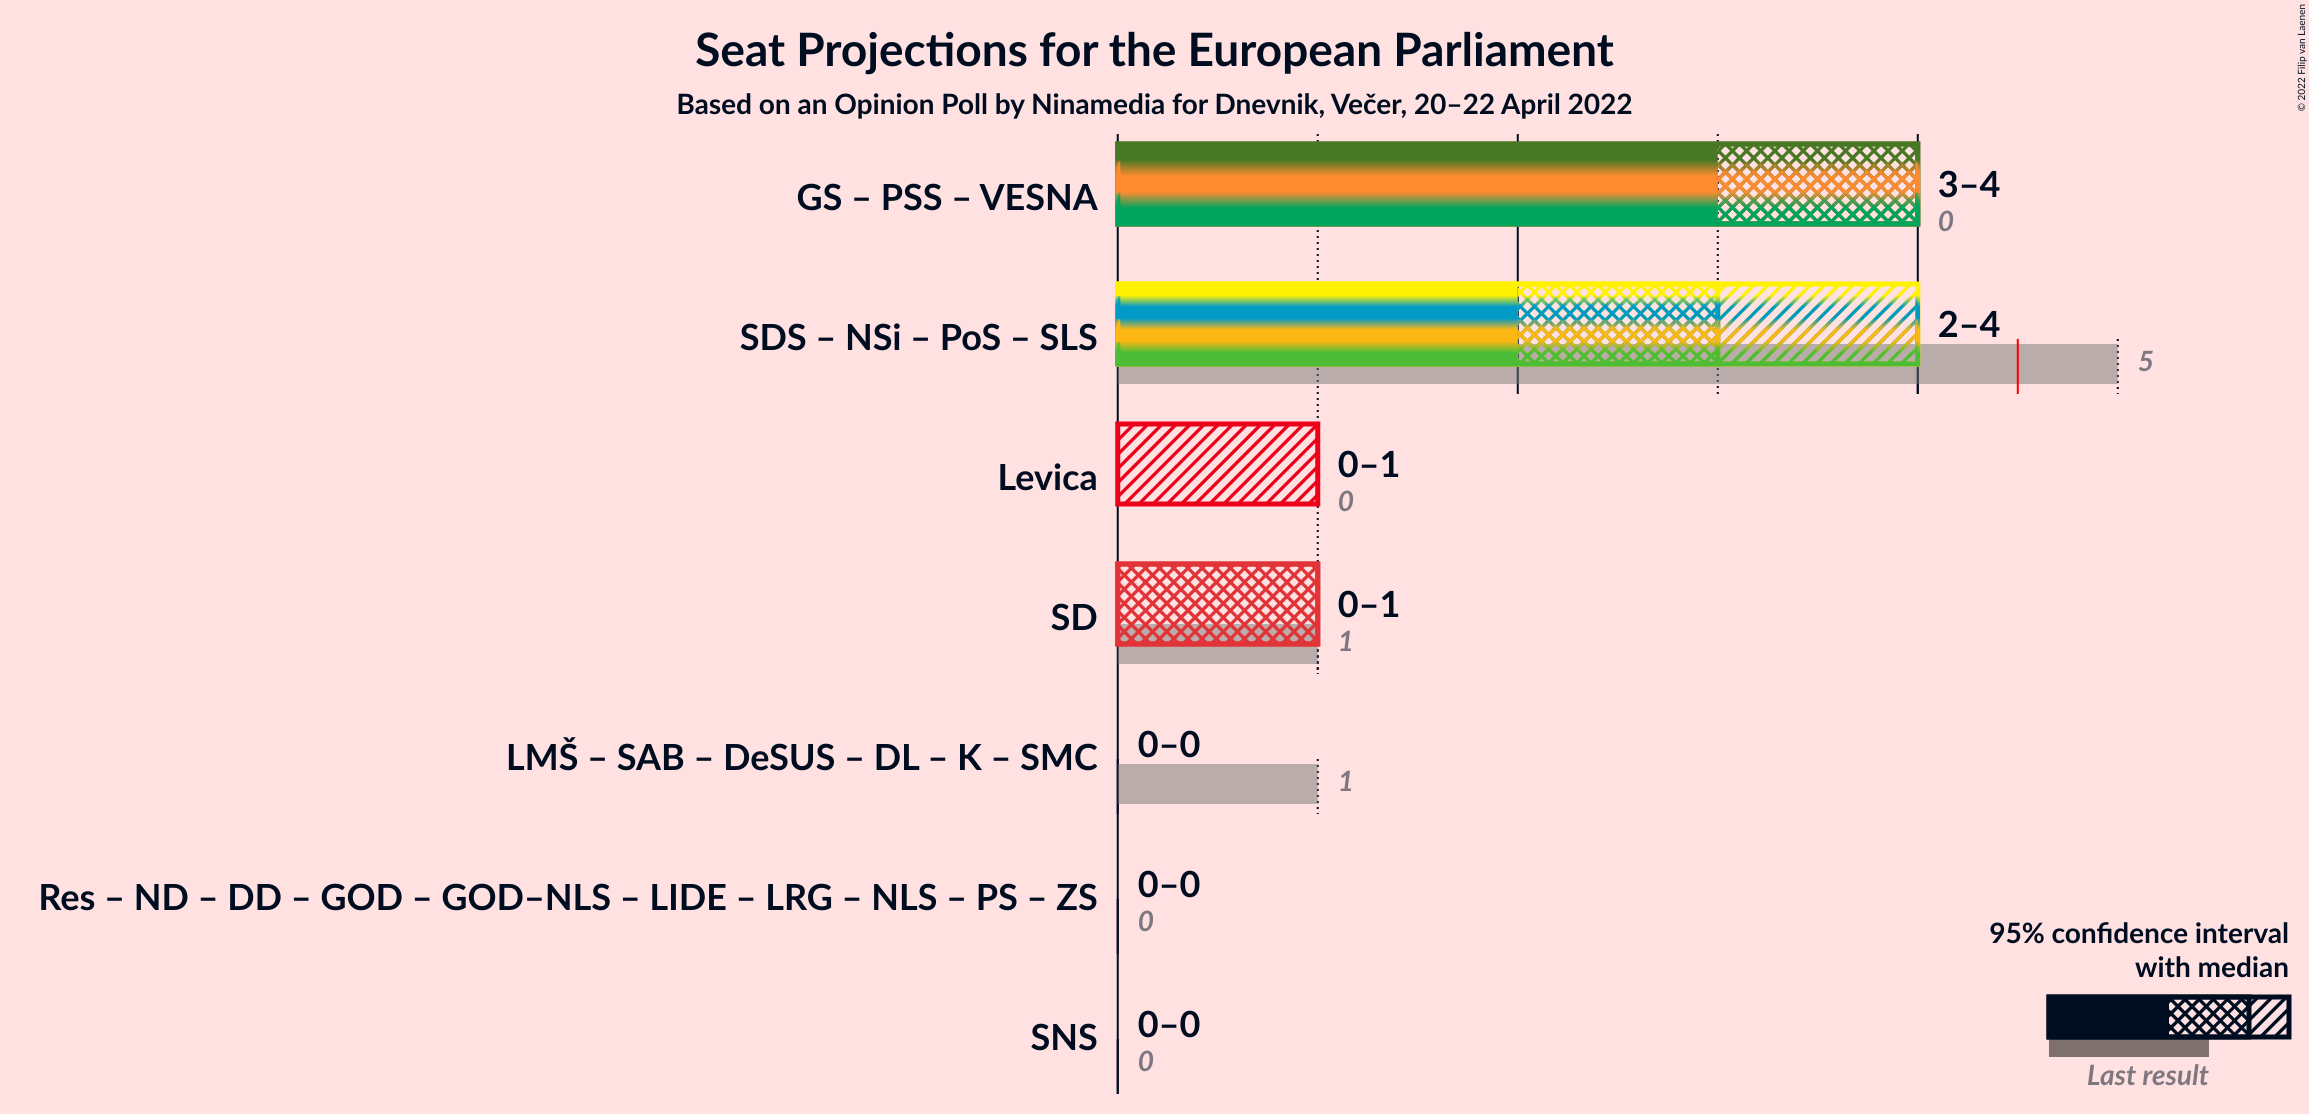 Seat Projections for the European Parliament
Based on an Opinion Poll by Ninamedia for Dnevnik, Večer, 20–22 April 2022
© 2022 Filip van Laenen
GS – PSS – VESNA
3–4
0
SDS – NSi – PoS – SLS
2–4
5
Levica
0–1
0
SD
0–1
1
LMŠ – SAB – DeSUS – DL – K – SMC
0–0
1
Res – ND – DD – GOD – GOD–NLS – LIDE – LRG – NLS – PS – ZS
0–0
0
SNS
0–0
0
95% confidence interval
with median
Last result